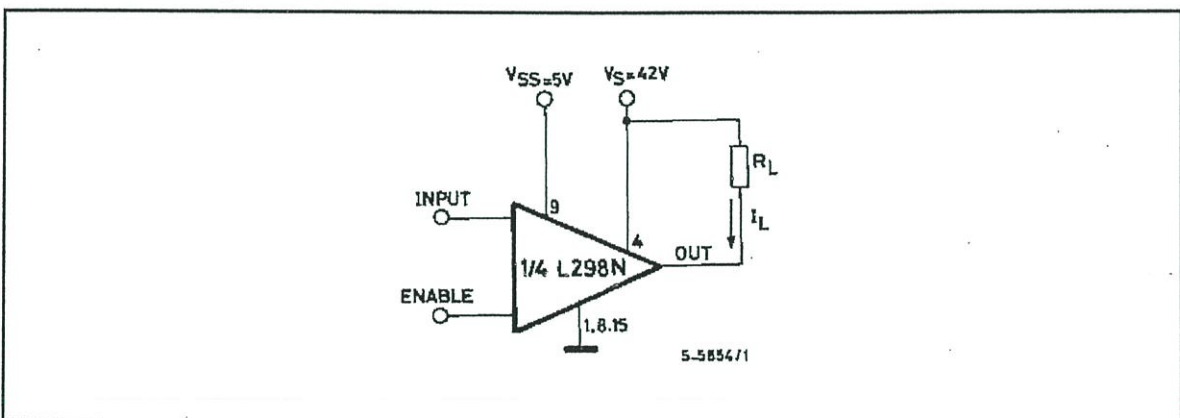 VSS=5V
VS=42V
RL
INPUT
9
IL
4
OUT
1/4 L298N
ENABLE
1,8.15
S-5854/1